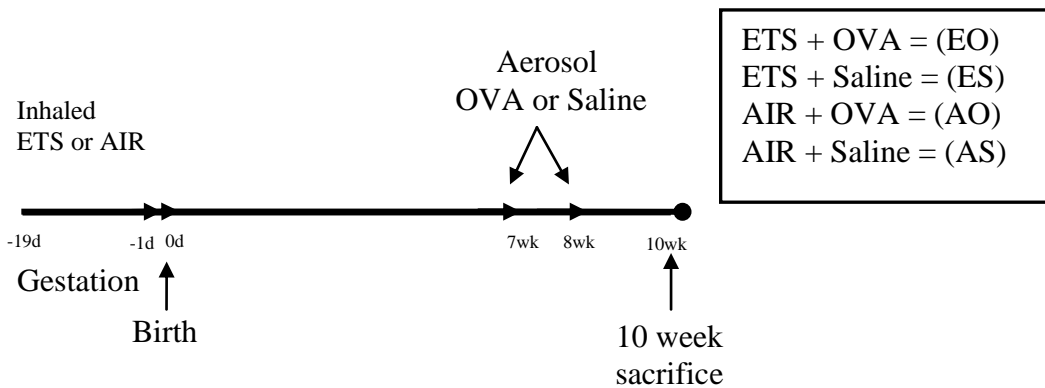 ETS + OVA = (EO)
ETS + Saline = (ES)
AIR + OVA = (AO)
AIR + Saline = (AS)
Aerosol
OVA or Saline
Inhaled
ETS or AIR
-19d
-1d
0d
7wk
8wk
10wk
Gestation
Birth
10 week
sacrifice